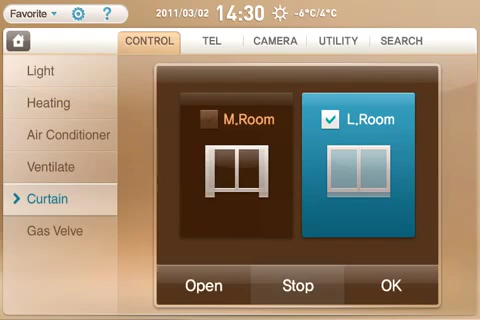 Favorite ? 2011/03/02 14:30 -6°C/4°C
CONTROL TEL CAMERA UTILITY SEARCH
Light
Heating
Air Conditioner
Ventilate
Curtain
Gas Velve
M.Room L.Room
Open Stop OK